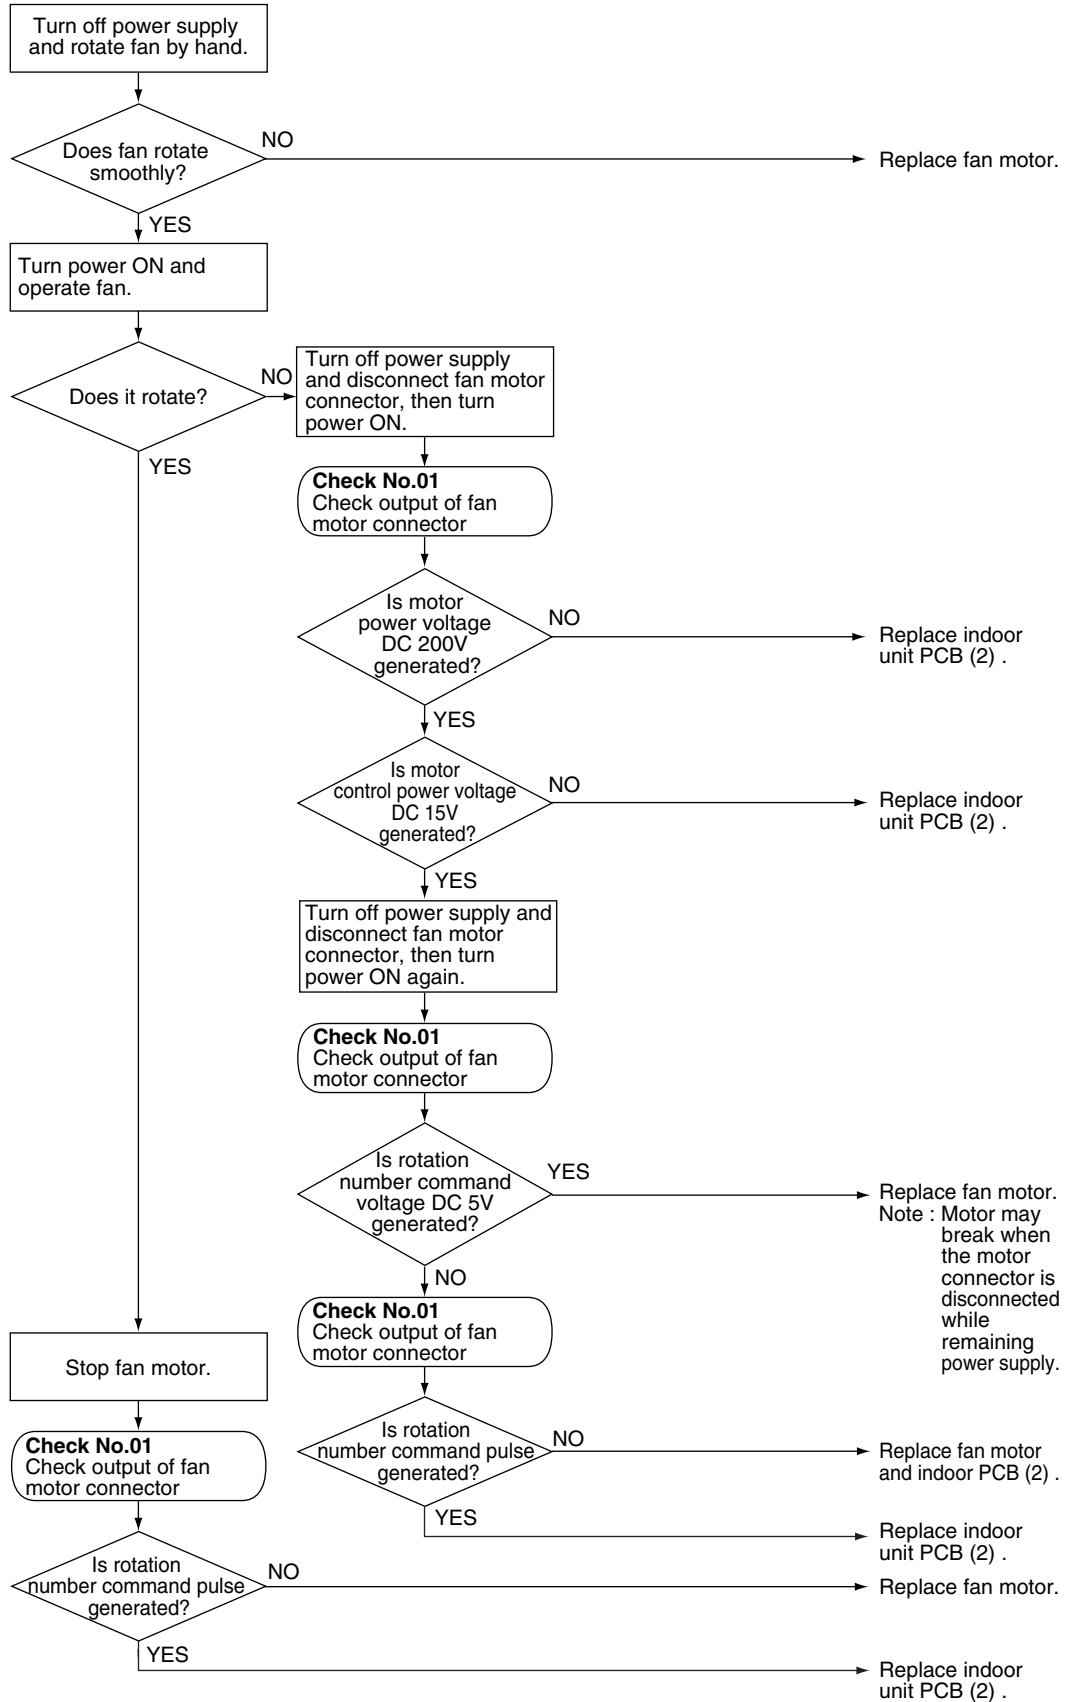 Turn off power supply
and rotate fan by hand.
Does fan rotate
smoothly?
NO
Replace fan motor.
YES
Turn power ON and
operate fan.
Does it rotate?
NO
Turn off power supply
and disconnect fan motor
connector, then turn
power ON.
YES
Check No.01
Check output of fan
motor connector
Is motor
power voltage
DC 200V
generated?
NO
Replace indoor
unit PCB (2) .
YES
Is motor
control power voltage
DC 15V
generated?
NO
Replace indoor
unit PCB (2) .
YES
Turn off power supply and
disconnect fan motor
connector, then turn
power ON again.
Check No.01
Check output of fan
motor connector
Is rotation
number command
voltage DC 5V
generated?
YES
Replace fan motor.
Note : Motor may
break when
the motor
connector is
disconnected
while
remaining
power supply.
NO
Check No.01
Check output of fan
motor connector
Is rotation
number command pulse
generated?
NO
Replace fan motor
and indoor PCB (2) .
YES
Replace indoor
unit PCB (2) .
Stop fan motor.
Check No.01
Check output of fan
motor connector
Is rotation
number command pulse
generated?
NO
Replace fan motor.
YES
Replace indoor
unit PCB (2) .